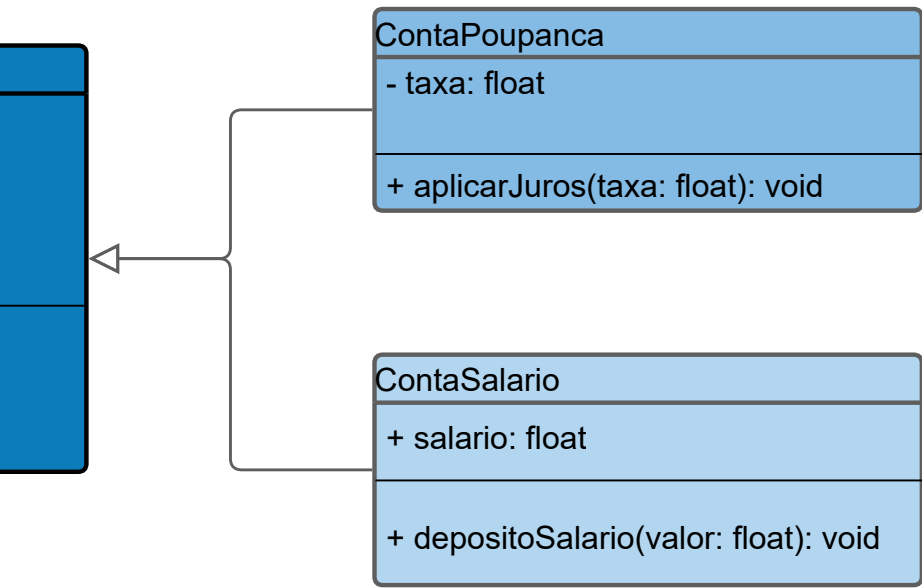 ContaPoupanca
- taxa: float
+ aplicarJuros(taxa: float): void
ContaSalario
+ salario: float
+ depositoSalario(valor: float): void